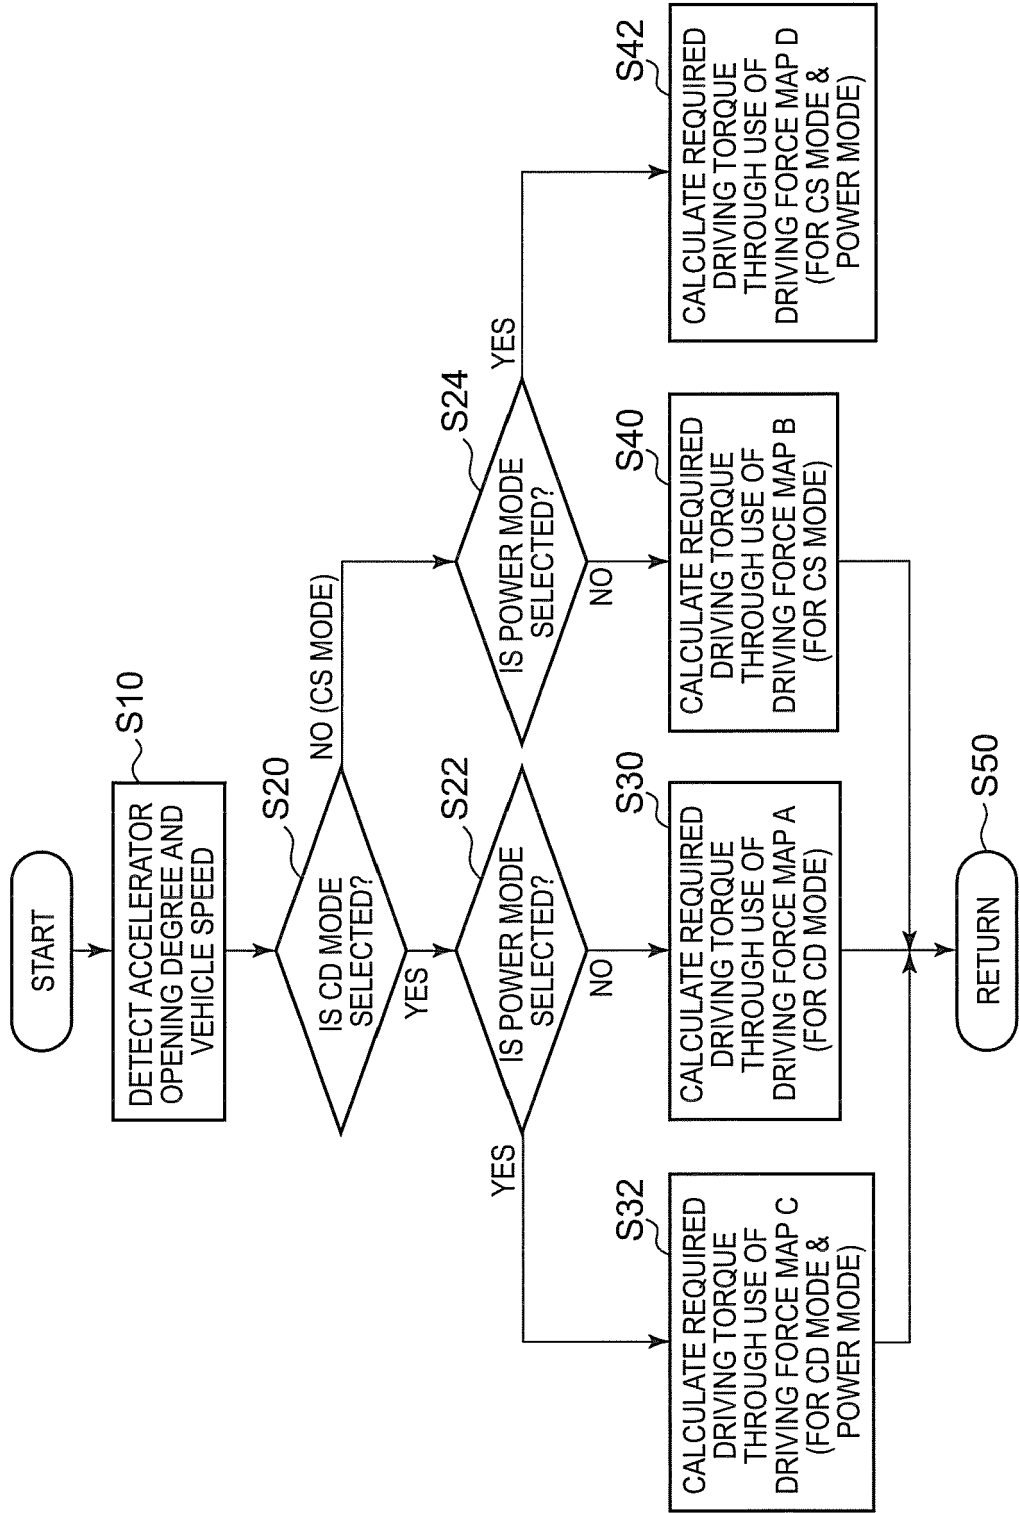 START
S10
DETECT ACCELERATOR
OPENING DEGREE AND
VEHICLE SPEED
S20
IS CD MODE
SELECTED?
NO (CS MODE)
YES
S22
IS POWER MODE
SELECTED?
YES
NO
S24
IS POWER MODE
SELECTED?
YES
NO
S32
CALCULATE REQUIRED
DRIVING TORQUE
THROUGH USE OF
DRIVING FORCE MAP C
(FOR CD MODE &
POWER MODE)
S30
CALCULATE REQUIRED
DRIVING TORQUE
THROUGH USE OF
DRIVING FORCE MAP A
(FOR CD MODE)
S40
CALCULATE REQUIRED
DRIVING TORQUE
THROUGH USE OF
DRIVING FORCE MAP B
(FOR CS MODE)
S42
CALCULATE REQUIRED
DRIVING TORQUE
THROUGH USE OF
DRIVING FORCE MAP D
(FOR CS MODE &
POWER MODE)
S50
RETURN